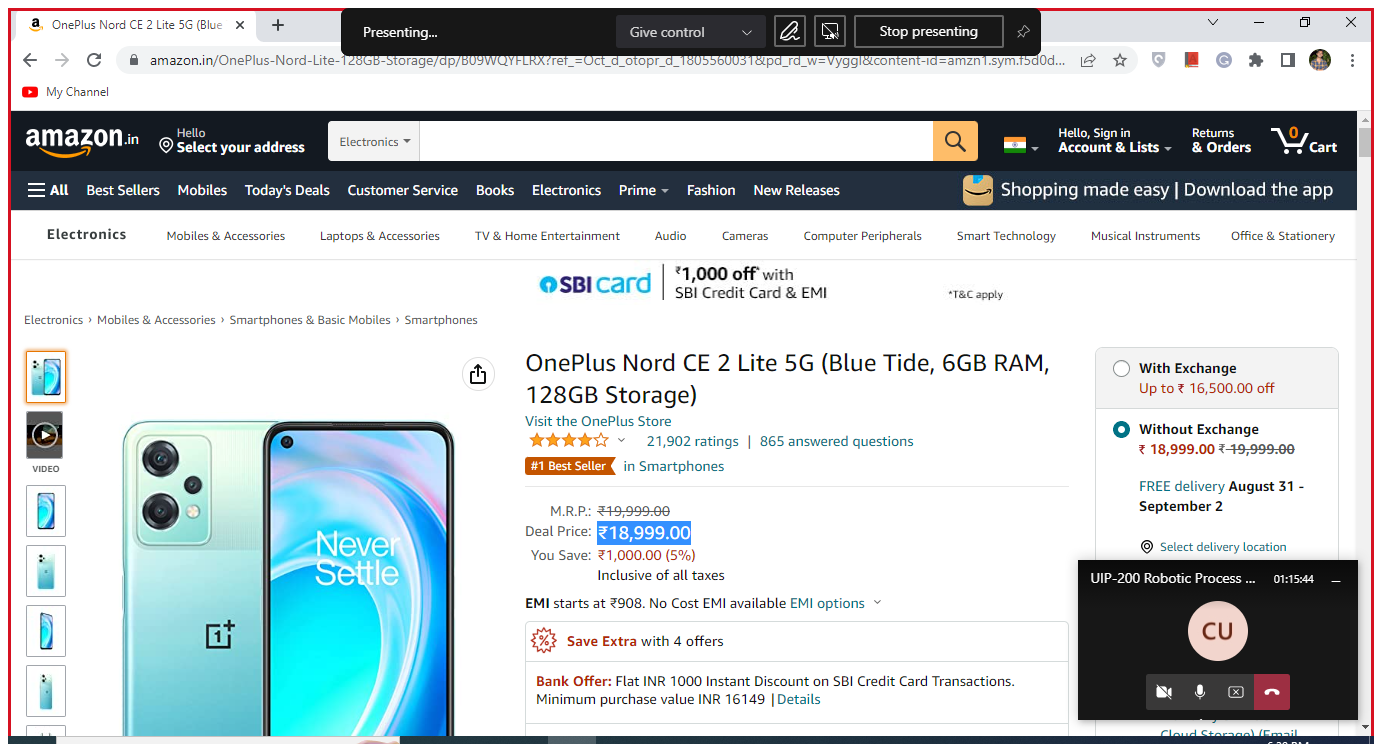 OnePlus Nord CE 2 Lite 5G (Blue
Presenting...
Give control
Stop presenting
amazon.in/OnePlus-Nord-Lite-128GB-Storage/dp/B09WQYFLRX?ref_=Oct_d_otopr_d_1805560031&pd_rd_w=Vyggl&content-id=amzn1.sym.f5d0d...
My Channel
amazon.in
Hello
Select your address
Electronics
Hello, Sign in
Account & Lists
Returns
& Orders
0
Cart
All
Best Sellers
Mobiles
Today's Deals
Customer Service
Books
Electronics
Prime
Fashion
New Releases
Shopping made easy | Download the app
Electronics
Mobiles & Accessories
Laptops & Accessories
TV & Home Entertainment
Audio
Cameras
Computer Peripherals
Smart Technology
Musical Instruments
Office & Stationery
SBI card
₹1,000 off* with
SBI Credit Card & EMI
*T&C apply
Electronics › Mobiles & Accessories › Smartphones & Basic Mobiles › Smartphones
VIDEO
Never
Settle
1+
OnePlus Nord CE 2 Lite 5G (Blue Tide, 6GB RAM,
128GB Storage)
Visit the OnePlus Store
21,902 ratings | 865 answered questions
#1 Best Seller in Smartphones
M.R.P.: ₹19,999.00
Deal Price: ₹18,999.00
You Save: ₹1,000.00 (5%)
Inclusive of all taxes
EMI starts at ₹908. No Cost EMI available EMI options
Save Extra with 4 offers
Bank Offer: Flat INR 1000 Instant Discount on SBI Credit Card Transactions.
Minimum purchase value INR 16149 | Details
With Exchange
Up to ₹ 16,500.00 off
Without Exchange
₹ 18,999.00 ₹ 19,999.00
FREE delivery August 31 -
September 2
Select delivery location
UIP-200 Robotic Process ...
01:15:44
CU
Cloud Storage) (Email